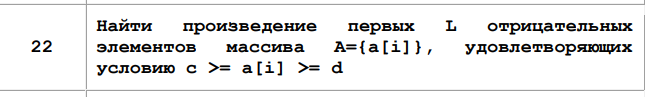 22
Найти произведение первых L отрицательных
элементов массива A={a[i]}, удовлетворяющих
условию c >= a[i] >= d